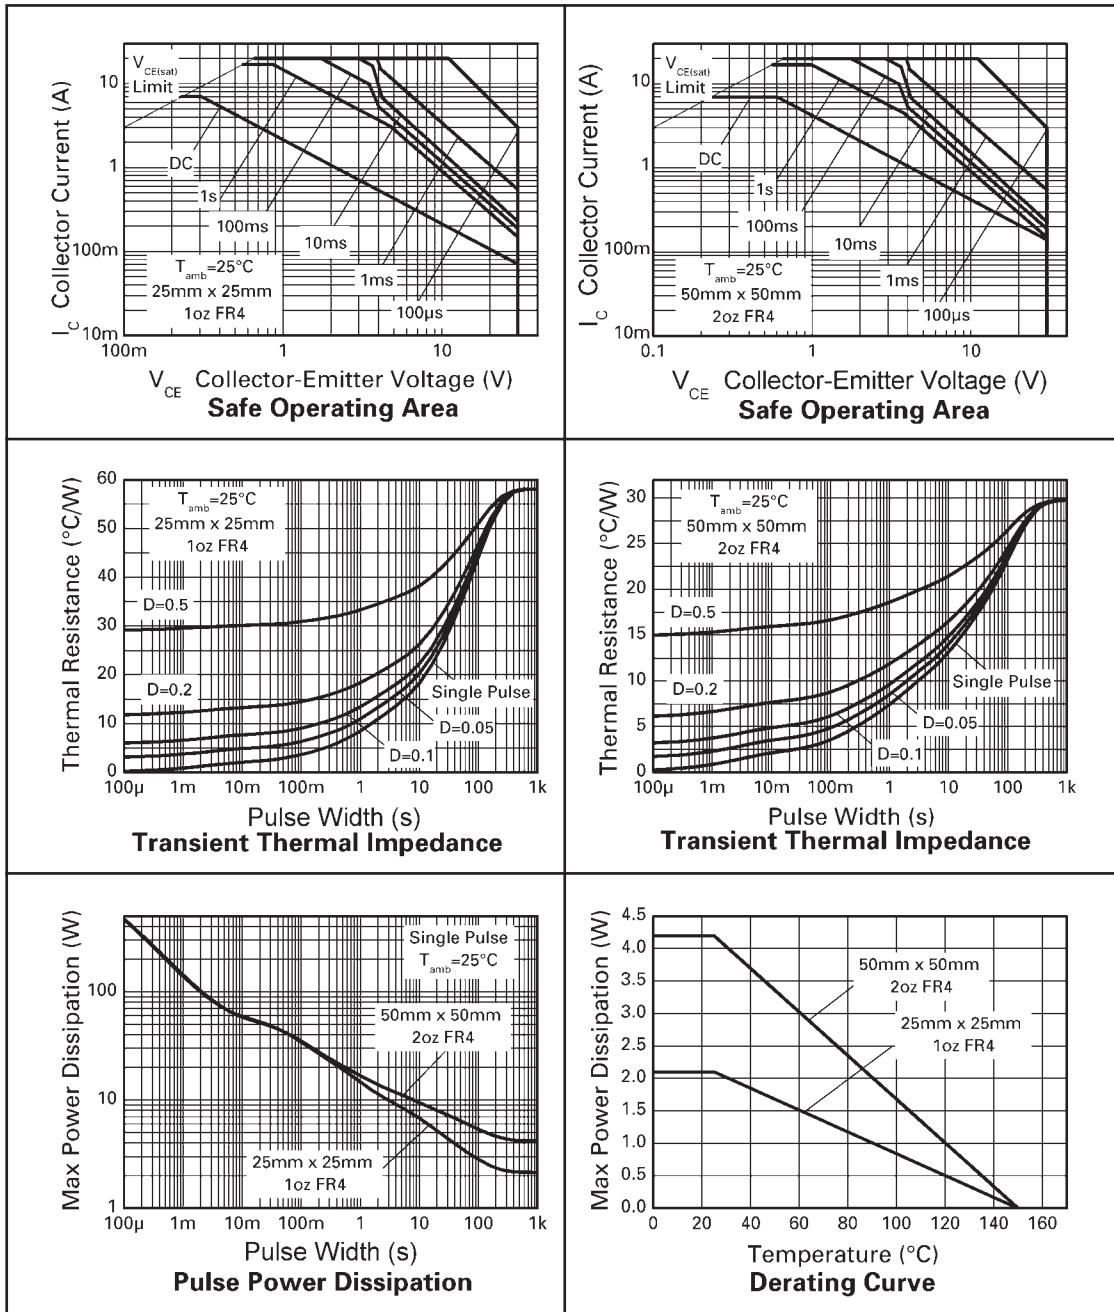 I_C Collector Current (A)
10
1
100m
10m
V_CE(sat)
Limit
DC
1s
100ms
10ms
1ms
100µs
T_amb=25°C
25mm x 25mm
1oz FR4
100m 1 10
V_CE Collector-Emitter Voltage (V)
Safe Operating Area
I_C Collector Current (A)
10
1
100m
10m
V_CE(sat)
Limit
DC
1s
100ms
10ms
1ms
100µs
T_amb=25°C
50mm x 50mm
2oz FR4
0.1 1 10
V_CE Collector-Emitter Voltage (V)
Safe Operating Area
Thermal Resistance (°C/W)
60
50
40
30
20
10
0
T_amb=25°C
25mm x 25mm
1oz FR4
D=0.5
D=0.2
Single Pulse
D=0.05
D=0.1
100µ 1m 10m 100m 1 10 100 1k
Pulse Width (s)
Transient Thermal Impedance
Thermal Resistance (°C/W)
30
25
20
15
10
5
0
T_amb=25°C
50mm x 50mm
2oz FR4
D=0.5
D=0.2
Single Pulse
D=0.05
D=0.1
100µ 1m 10m 100m 1 10 100 1k
Pulse Width (s)
Transient Thermal Impedance
Max Power Dissipation (W)
100
10
1
Single Pulse
T_amb=25°C
50mm x 50mm
2oz FR4
25mm x 25mm
1oz FR4
100µ 1m 10m 100m 1 10 100 1k
Pulse Width (s)
Pulse Power Dissipation
Max Power Dissipation (W)
4.5
4.0
3.5
3.0
2.5
2.0
1.5
1.0
0.5
0.0
50mm x 50mm
2oz FR4
25mm x 25mm
1oz FR4
0 20 40 60 80 100 120 140 160
Temperature (°C)
Derating Curve